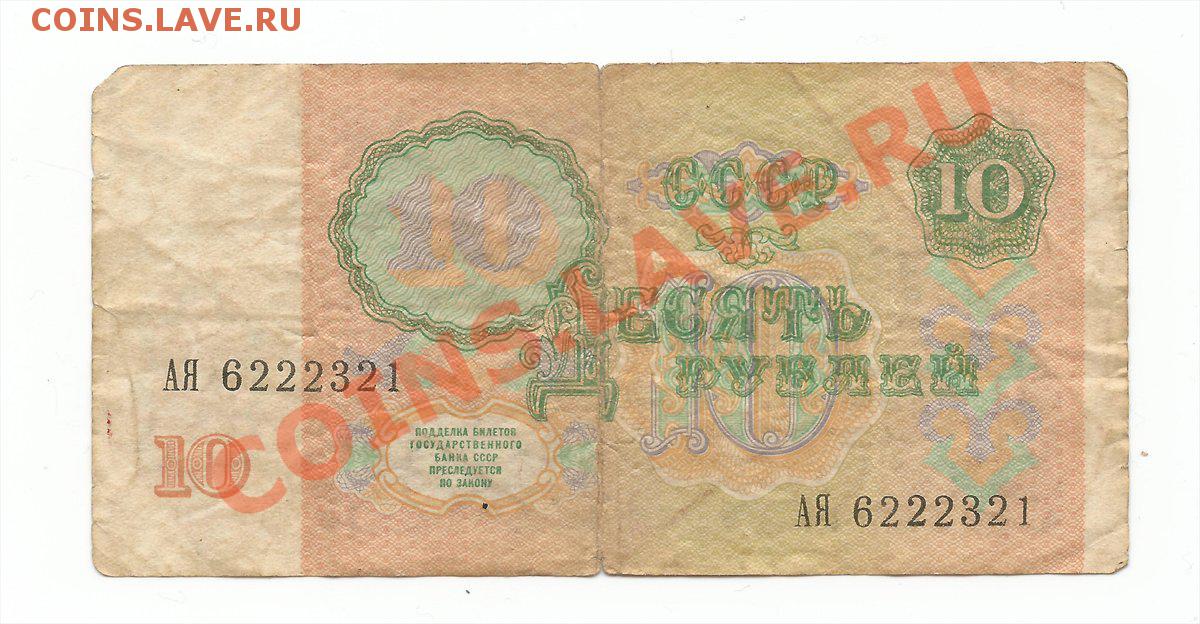 COINS.LAVE.RU
10
СССР
10
ДЕСЯТЬ
РУБЛЕЙ
10
АЯ 6222321
10
ПОДДЕЛКА БИЛЕТОВ
ГОСУДАРСТВЕННОГО
БАНКА СССР
ПРЕСЛЕДУЕТСЯ
ПО ЗАКОНУ
АЯ 6222321
COINS.LAVE.RU